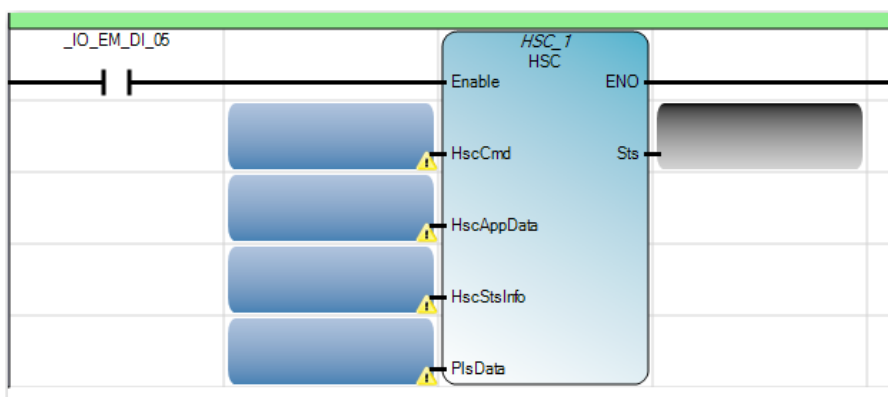 _IO_EM_DI_05
HSC_1
HSC
Enable ENO
HscCmd Sts
HscAppData
HscStsInfo
PlsData